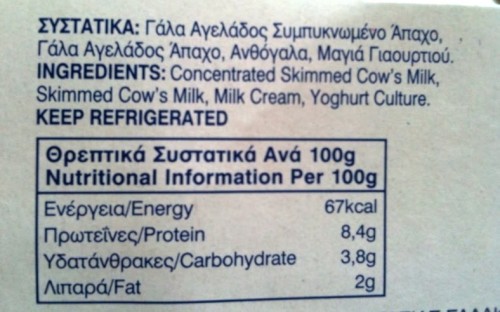 ΣΥΣΤΑΤΙΚΑ: Γάλα Αγελάδος Συμπυκνωμένο Άπαχο,
Γάλα Αγελάδος Άπαχο, Ανθόγαλα, Μαγιά Γιαουρτιού.
INGREDIENTS: Concentrated Skimmed Cow's Milk,
Skimmed Cow's Milk, Milk Cream, Yoghurt Culture.
KEEP REFRIGERATED
Θρεπτικά Συστατικά Ανά 100g
Nutritional Information Per 100g
Ενέργεια/Energy 67kcal
Πρωτεΐνες/Protein 8,4g
Υδατάνθρακες/Carbohydrate 3,8g
Λιπαρά/Fat 2g